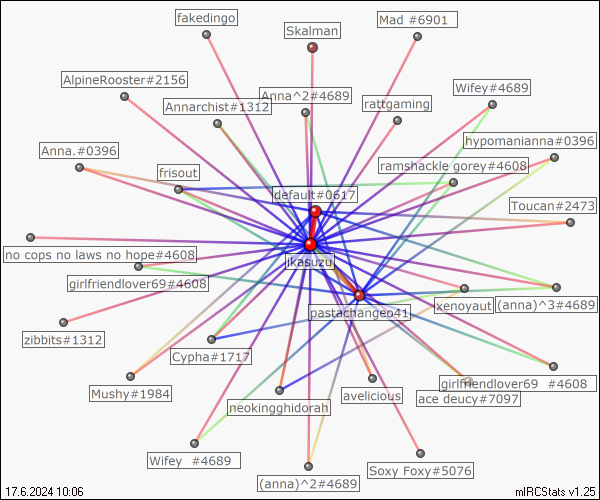 fakedingo
Skalman
Mad #6901
AlpineRooster#2156
Anna^2#4689
Wifey#4689
Annarchist#1312
rattgaming
hypomanianna#0396
Anna.#0396
frisout
ramshackle gorey#4608
default#0617
Toucan#2473
no cops no laws no hope#4608
jkasuzu
girlfriendlover69#4608
xenoyaut
(anna)^3#4689
pastachangeo41
zibbits#1312
Cypha#1717
Mushy#1984
avelicious
girlfriendlover69 #4608
neokingghidorah
ace deucy#7097
Wifey #4689
(anna)^2#4689
Soxy Foxy#5076
17.6.2024 10:06
mIRCStats v1.25